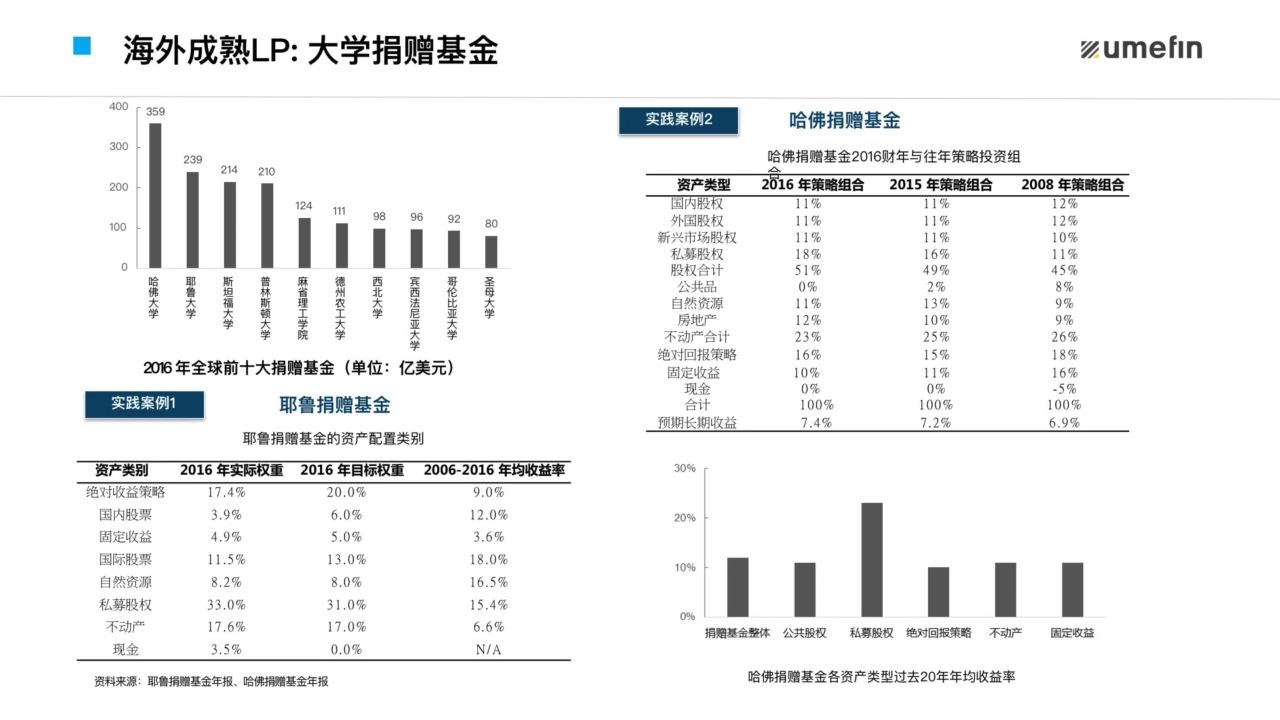 海外成熟LP: 大学捐赠基金
umefin
400
300
200
100
0
359
239
214
210
124
111
98
96
92
80
哈佛大学
耶鲁大学
斯坦福大学
普林斯顿大学
麻省理工学院
德州农工大学
西北大学
宾西法尼亚大学
哥伦比亚大学
圣母大学
2016 年全球前十大捐赠基金（单位：亿美元）
实践案例1
耶鲁捐赠基金
耶鲁捐赠基金的资产配置类别
资产类别 2016 年实际权重 2016 年目标权重 2006-2016 年均收益率
绝对收益策略 17.4% 20.0% 9.0%
国内股票 3.9% 6.0% 12.0%
固定收益 4.9% 5.0% 3.6%
国际股票 11.5% 13.0% 18.0%
自然资源 8.2% 8.0% 16.5%
私募股权 33.0% 31.0% 15.4%
不动产 17.6% 17.0% 6.6%
现金 3.5% 0.0% N/A
资料来源：耶鲁捐赠基金年报、哈佛捐赠基金年报
实践案例2
哈佛捐赠基金
哈佛捐赠基金2016财年与往年策略投资组
合
资产类型 2016 年策略组合 2015 年策略组合 2008 年策略组合
国内股权 11% 11% 12%
外国股权 11% 11% 12%
新兴市场股权 11% 11% 10%
私募股权 18% 16% 11%
股权合计 51% 49% 45%
公共品 0% 2% 8%
自然资源 11% 13% 9%
房地产 12% 10% 9%
不动产合计 23% 25% 26%
绝对回报策略 16% 15% 18%
固定收益 10% 11% 16%
现金 0% 0% -5%
合计 100% 100% 100%
预期长期收益 7.4% 7.2% 6.9%
30%
20%
10%
0%
捐赠基金整体
公共股权
私募股权
绝对回报策略
不动产
固定收益
哈佛捐赠基金各资产类型过去20年年均收益率